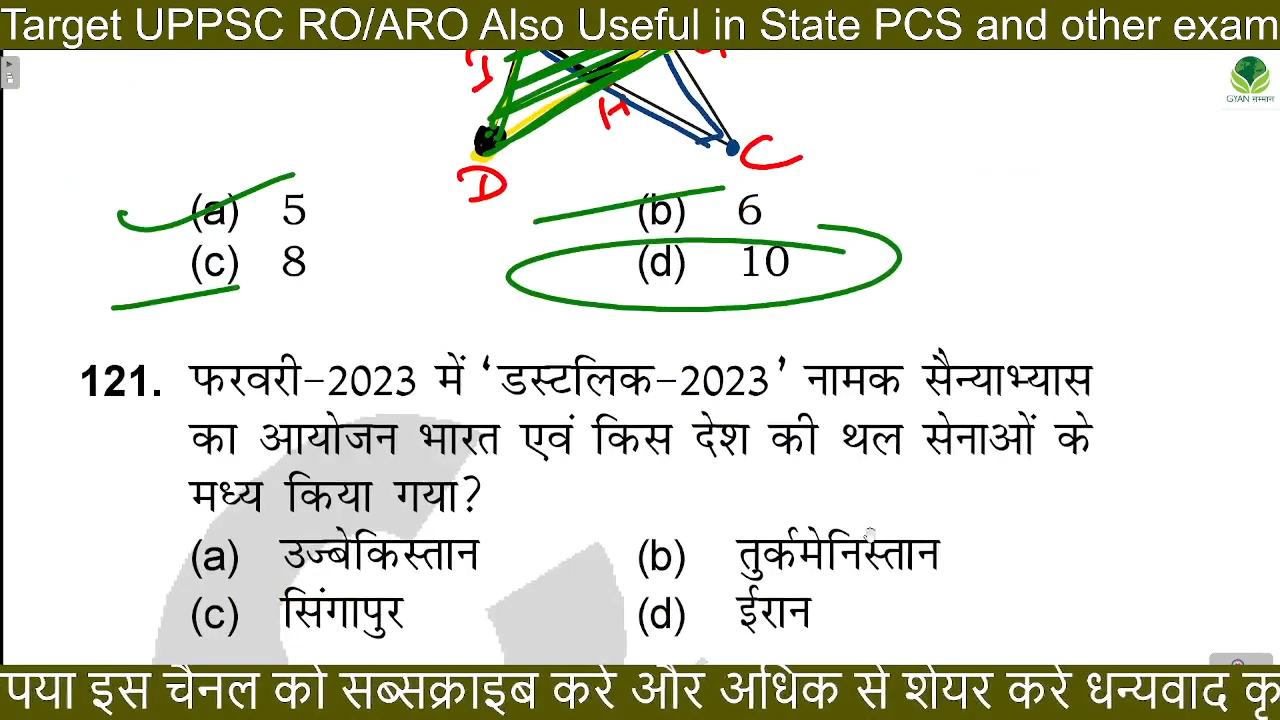 Target UPPSC RO/ARO Also Useful in State PCS and other exam
GYAN सम्मान
J
H
D
C
(a) 5 (b) 6
(c) 8 (d) 10
121. फरवरी-2023 में 'डस्टलिक-2023' नामक सैन्याभ्यास
का आयोजन भारत एवं किस देश की थल सेनाओं के
मध्य किया गया?
(a) उज्बेकिस्तान (b) तुर्कमेनिस्तान
(c) सिंगापुर (d) ईरान
पया इस चैनल को सब्सक्राइब करे और अधिक से शेयर करे धन्यवाद कृ